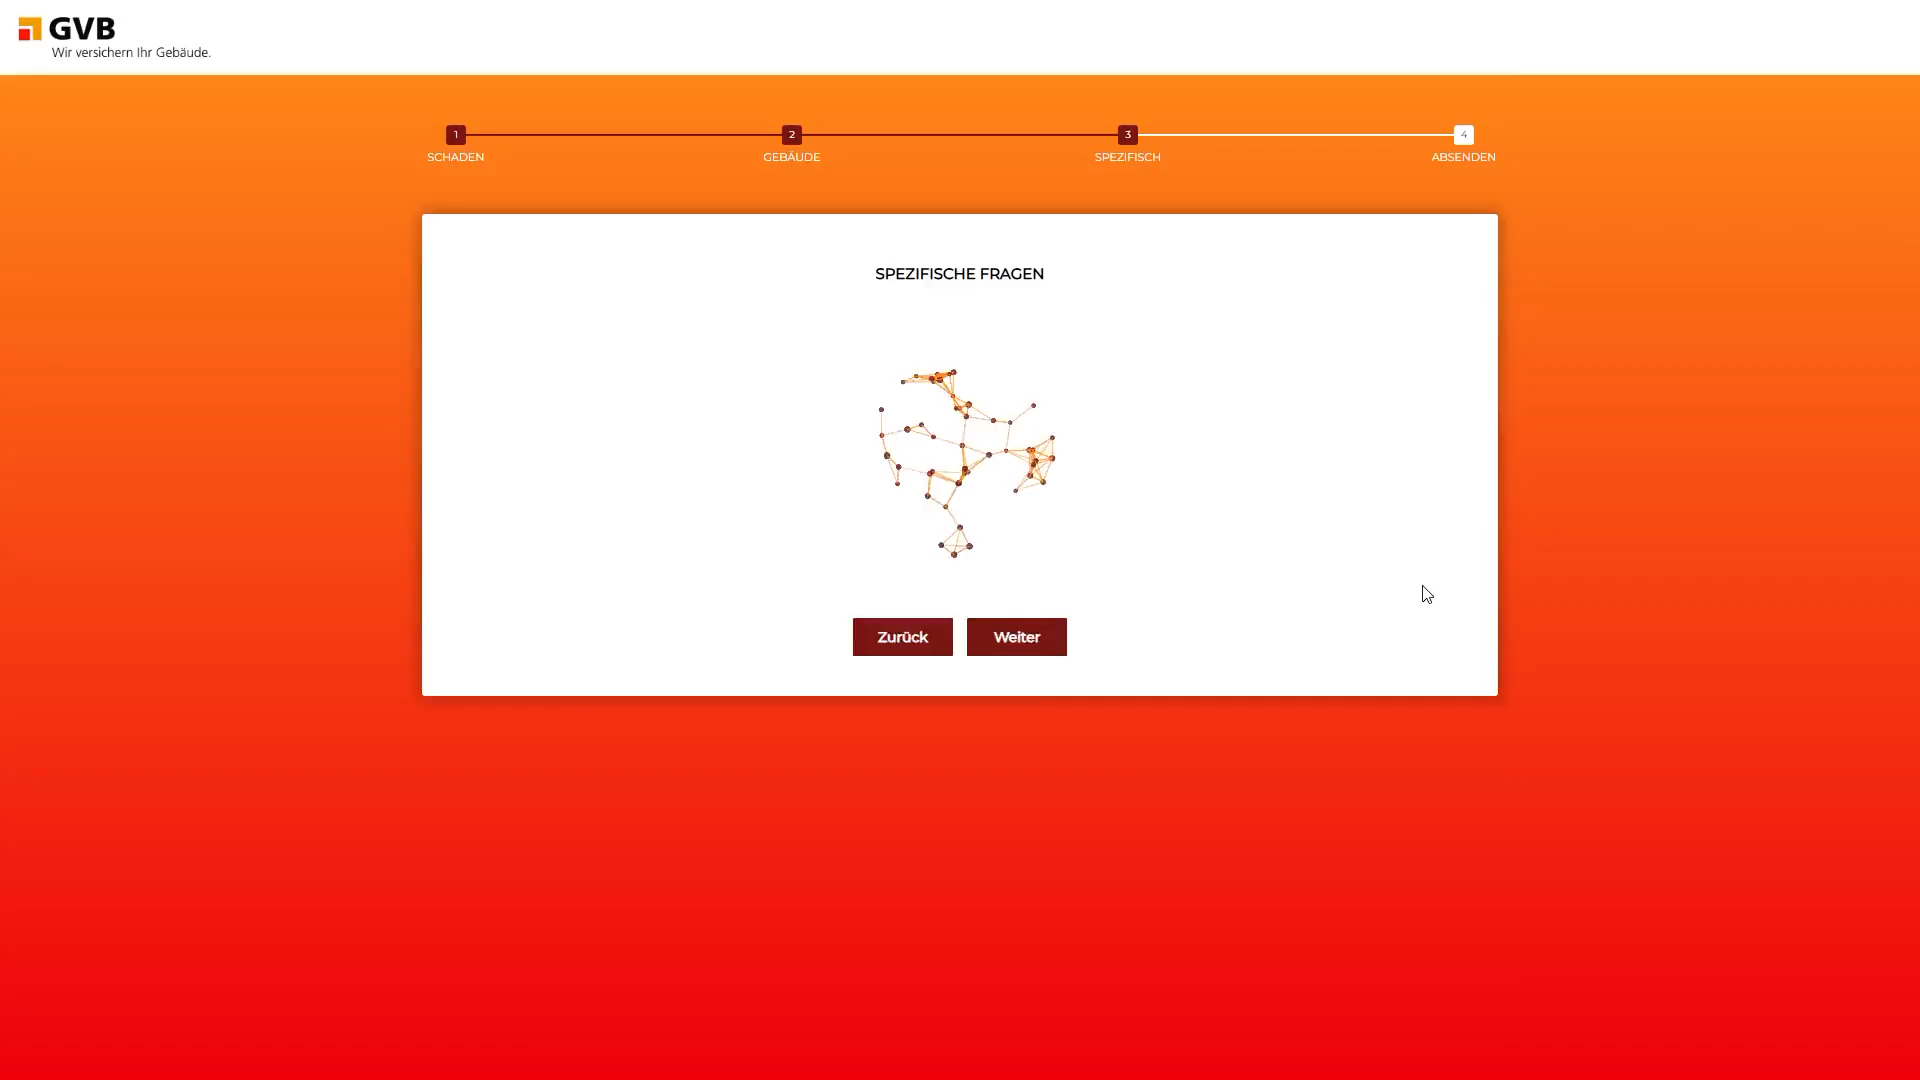 GVB
Wir versichern Ihr Gebäude.
1
2
3
4
SCHADEN
GEBÄUDE
SPEZIFISCH
ABSENDEN
SPEZIFISCHE FRAGEN
Zurück
Weiter